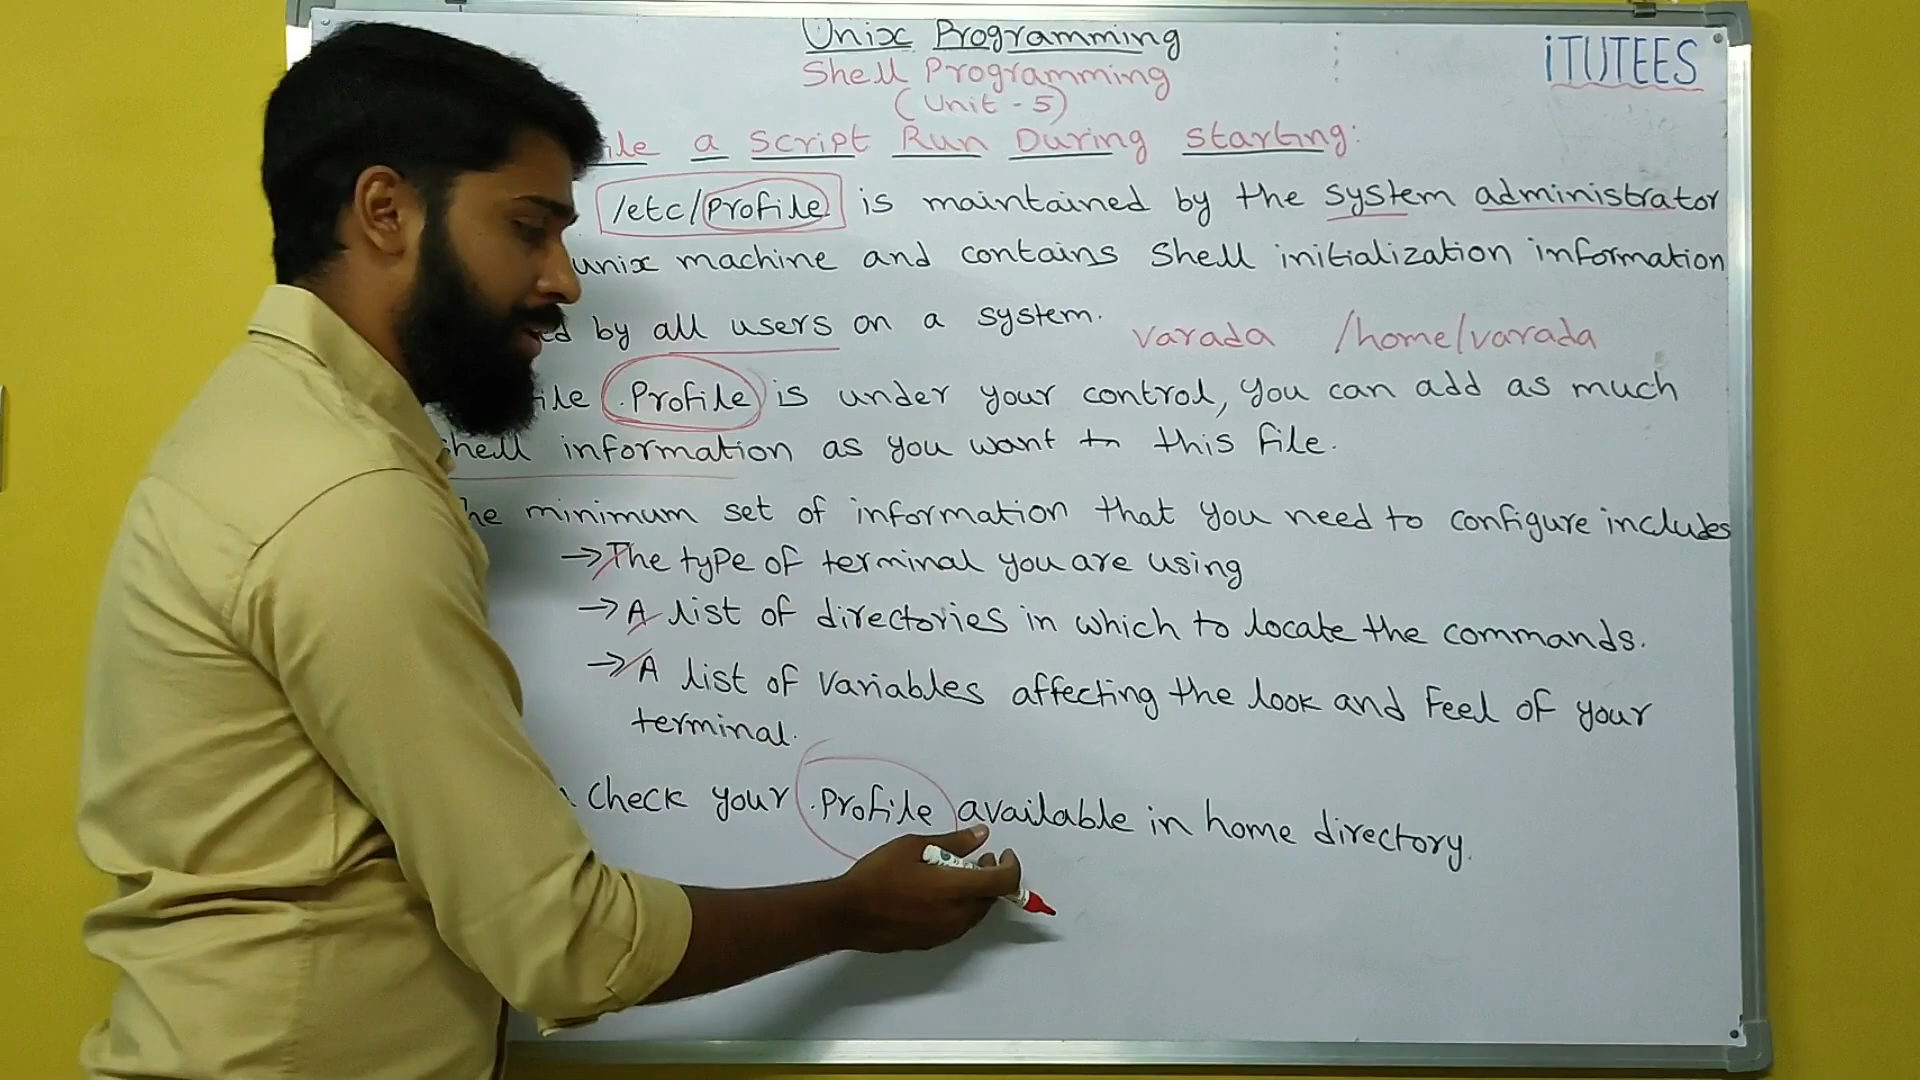 Unix Programming
iTUTEES
Shell Programming
(Unit - 5)
ile a Script Run During starting:
/etc/Profile is maintained by the system administrator
unix machine and contains Shell initialization information
ed by all users on a system.
varada /home/varada
ile .Profile is under your control, you can add as much
shell information as you want to this file.
he minimum set of information that you need to configure includes
→ The type of terminal you are using
→ A list of directories in which to locate the commands.
→ A list of variables affecting the look and feel of your
terminal.
check your .Profile available in home directory.